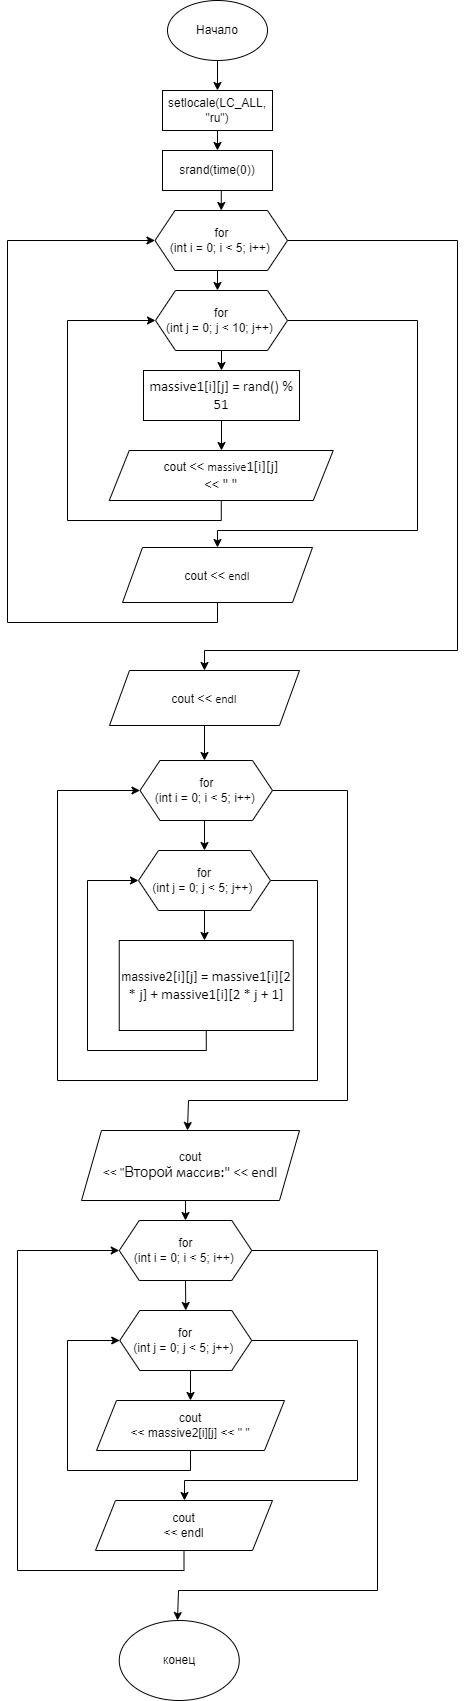 Начало
setlocale(LC_ALL,
"ru")
srand(time(0))
for
(int i = 0; i < 5; i++)
for
(int j = 0; j < 10; j++)
massive1[i][j] = rand() %
51
cout << massive1[i][j]
<< " "
cout << endl
cout << endl
for
(int i = 0; i < 5; i++)
for
(int j = 0; j < 5; j++)
massive2[i][j] = massive1[i][2
* j] + massive1[i][2 * j + 1]
cout
<< "Второй массив:" << endl
for
(int i = 0; i < 5; i++)
for
(int j = 0; j < 5; j++)
cout
<< massive2[i][j] << " "
cout
<< endl
конец